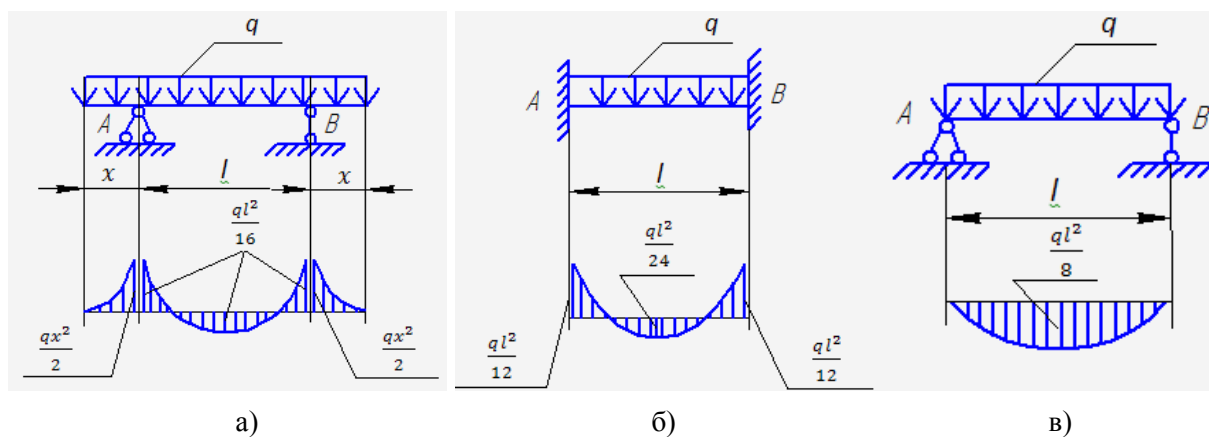 q
A
B
x
l
x
ql²
16
qx²
2
qx²
2
а)
q
A
B
l
ql²
24
ql²
12
ql²
12
б)
q
A
B
l
ql²
8
в)